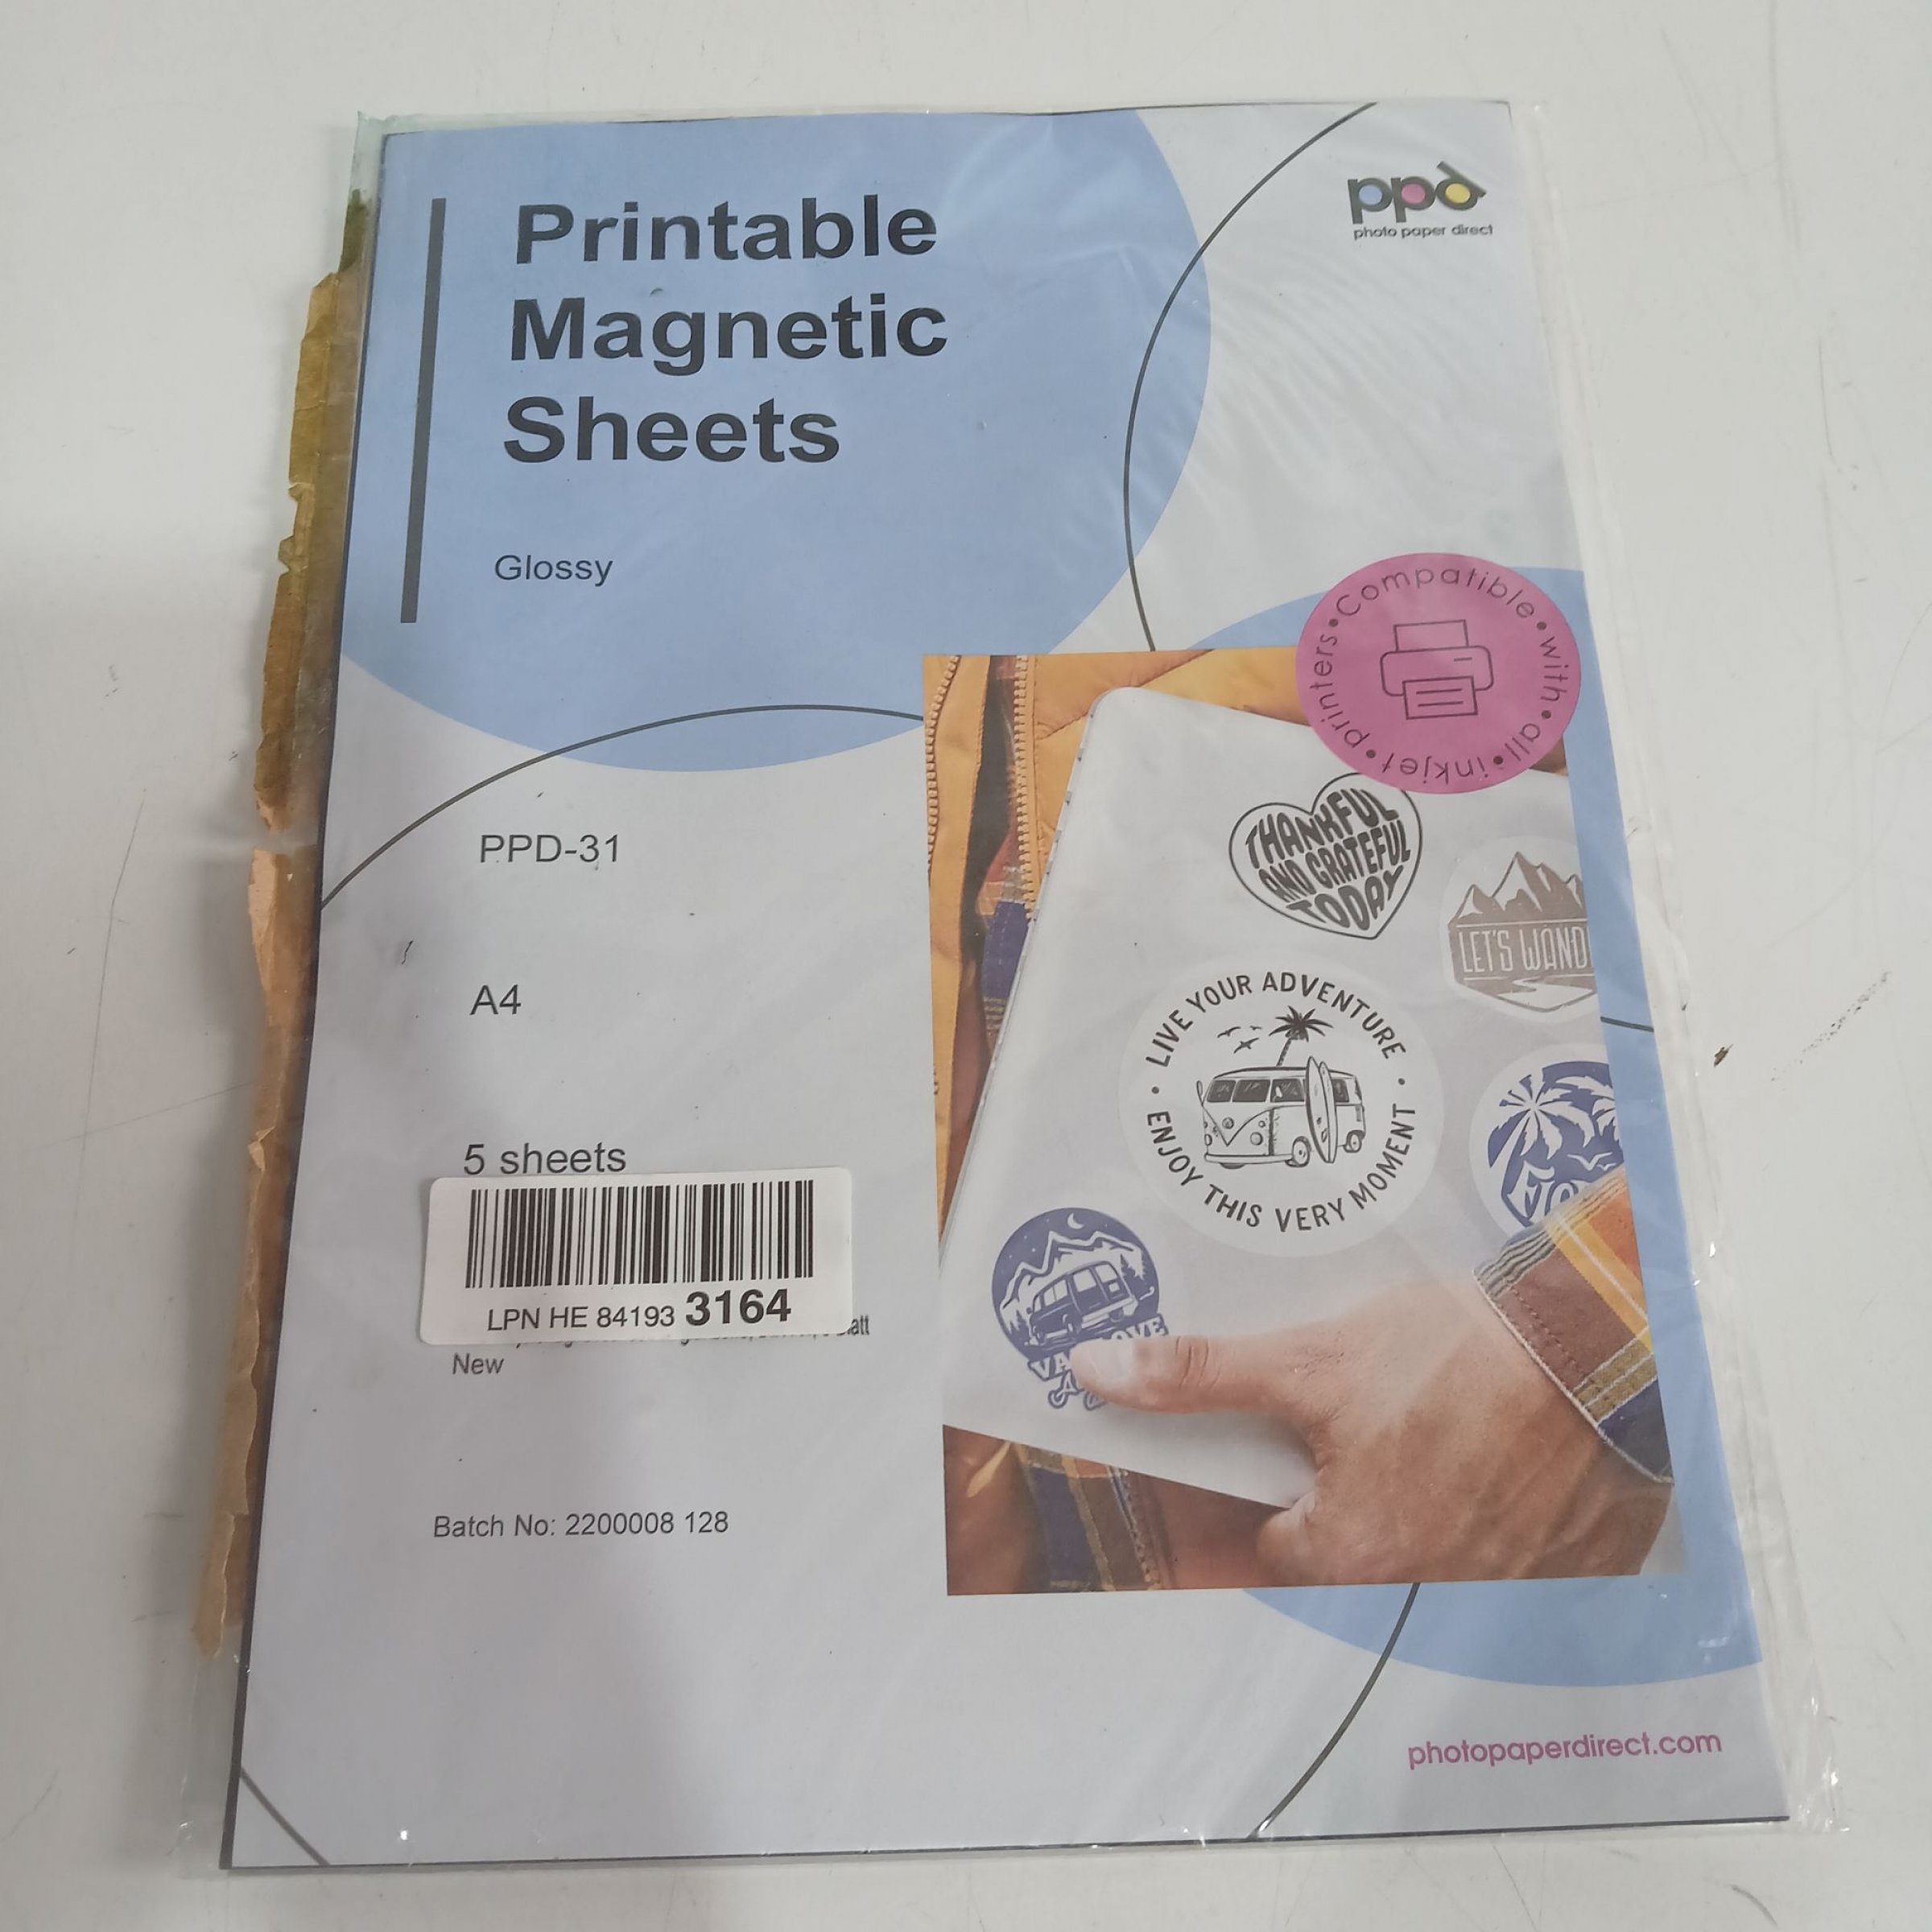 Printable
Magnetic
Sheets
ppd
photo paper direct
Glossy
Compatible • with • all • inkjet • printers •
PPD-31
A4
5 sheets
LPN HE 84193 3164
New
Batch No: 2200008 128
THANKFUL
AND GRATEFUL
TODAY
LET'S WAND
LIVE YOUR ADVENTURE
• ENJOY THIS VERY MOMENT •
photopaperdirect.com